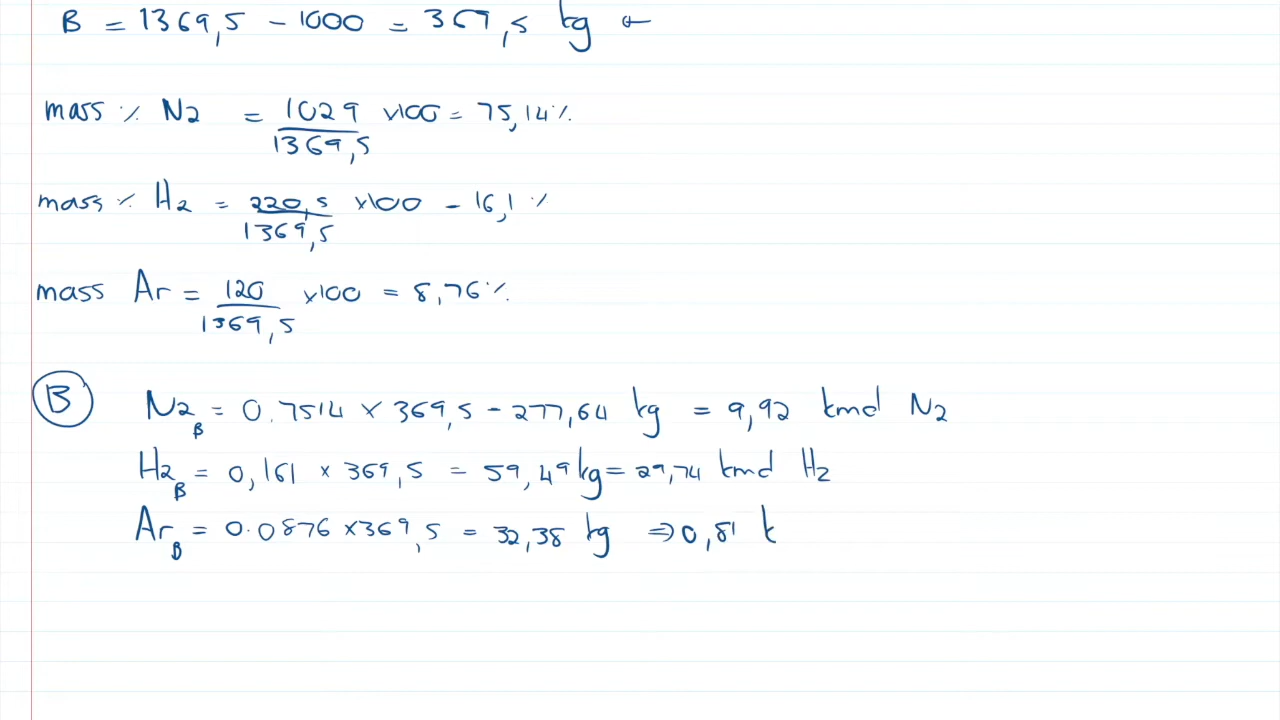 B = 1369,5 - 1000 = 369,5 kg ←
mass % N2 = 1029/1369,5 ×100 = 75,14%
mass % H2 = 220,5/1369,5 ×100 - 16,1 %
mass Ar = 120/1369,5 ×100 = 8,76%
B N2B = 0.7514 × 369,5 - 277,64 kg = 9,92 kmol N2
H2B = 0,161 × 369,5 = 59,49 kg = 29,74 kmol H2
ArB = 0.0876 × 369,5 = 32,38 kg ⇒ 0,81 k